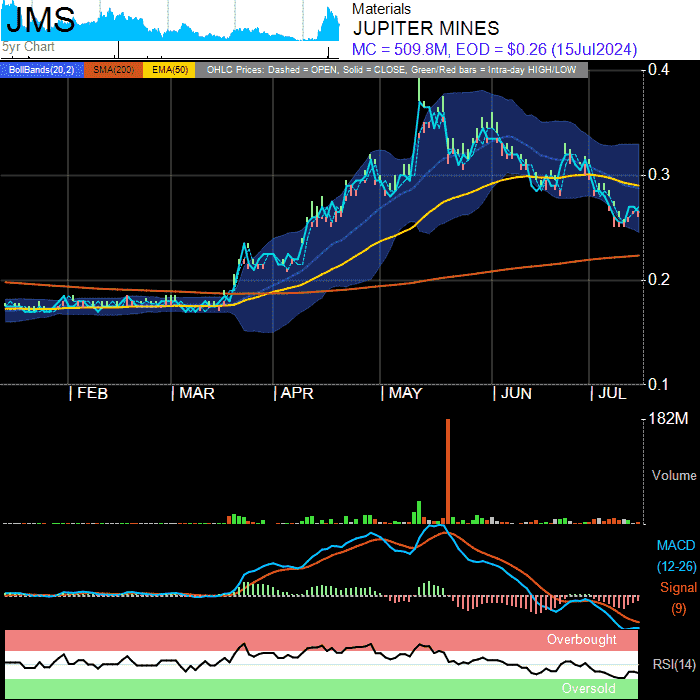 JMS
5yr Chart
Materials
JUPITER MINES
MC = 509.8M, EOD = $0.26 (15Jul2024)
BollBands(20,2) SMA(200) EMA(50) OHLC Prices: Dashed = OPEN, Solid = CLOSE, Green/Red bars = Intra-day HIGH/LOW
0.4
0.3
0.2
0.1
| FEB | MAR | APR | MAY | JUN | JUL
182M
Volume
MACD
(12-26)
Signal
(9)
Overbought
RSI(14)
Oversold